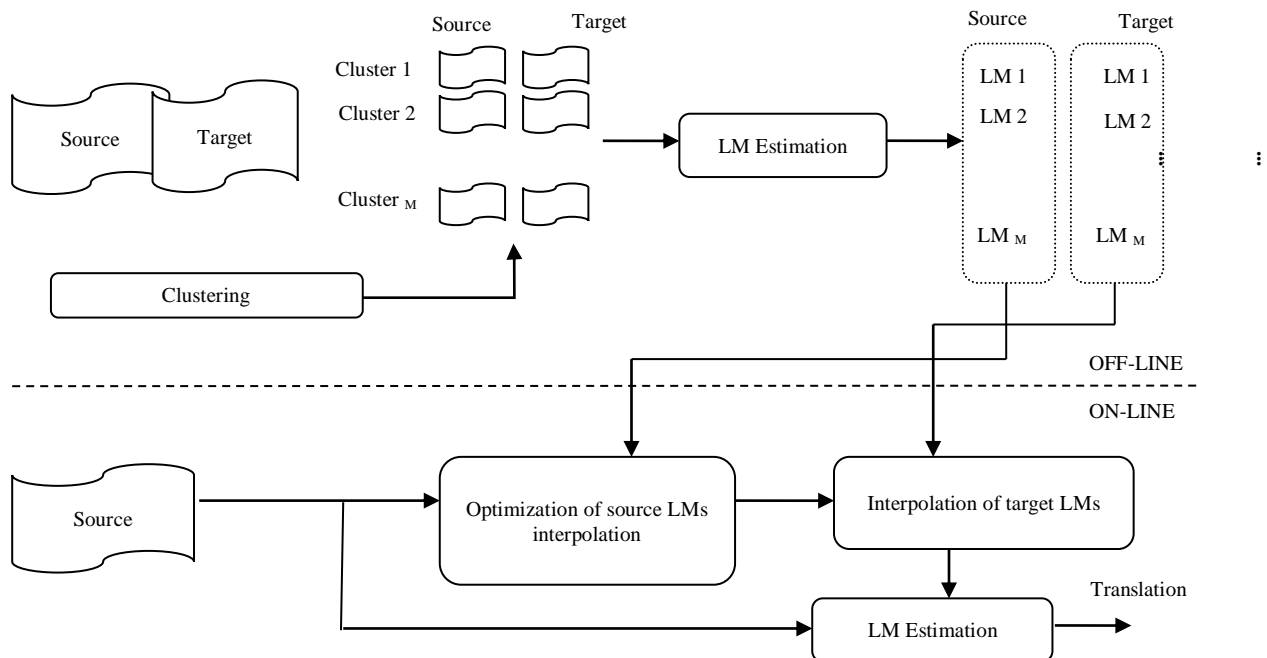 Source Target
Source Target
Cluster 1
Cluster 2
Cluster M
Source Target
Clustering
LM Estimation
LM 1 LM 1
LM 2 LM 2
⋮ ⋮
LM M LM M
OFF-LINE
ON-LINE
Source
Optimization of source LMs
interpolation
Interpolation of target LMs
LM Estimation
Translation